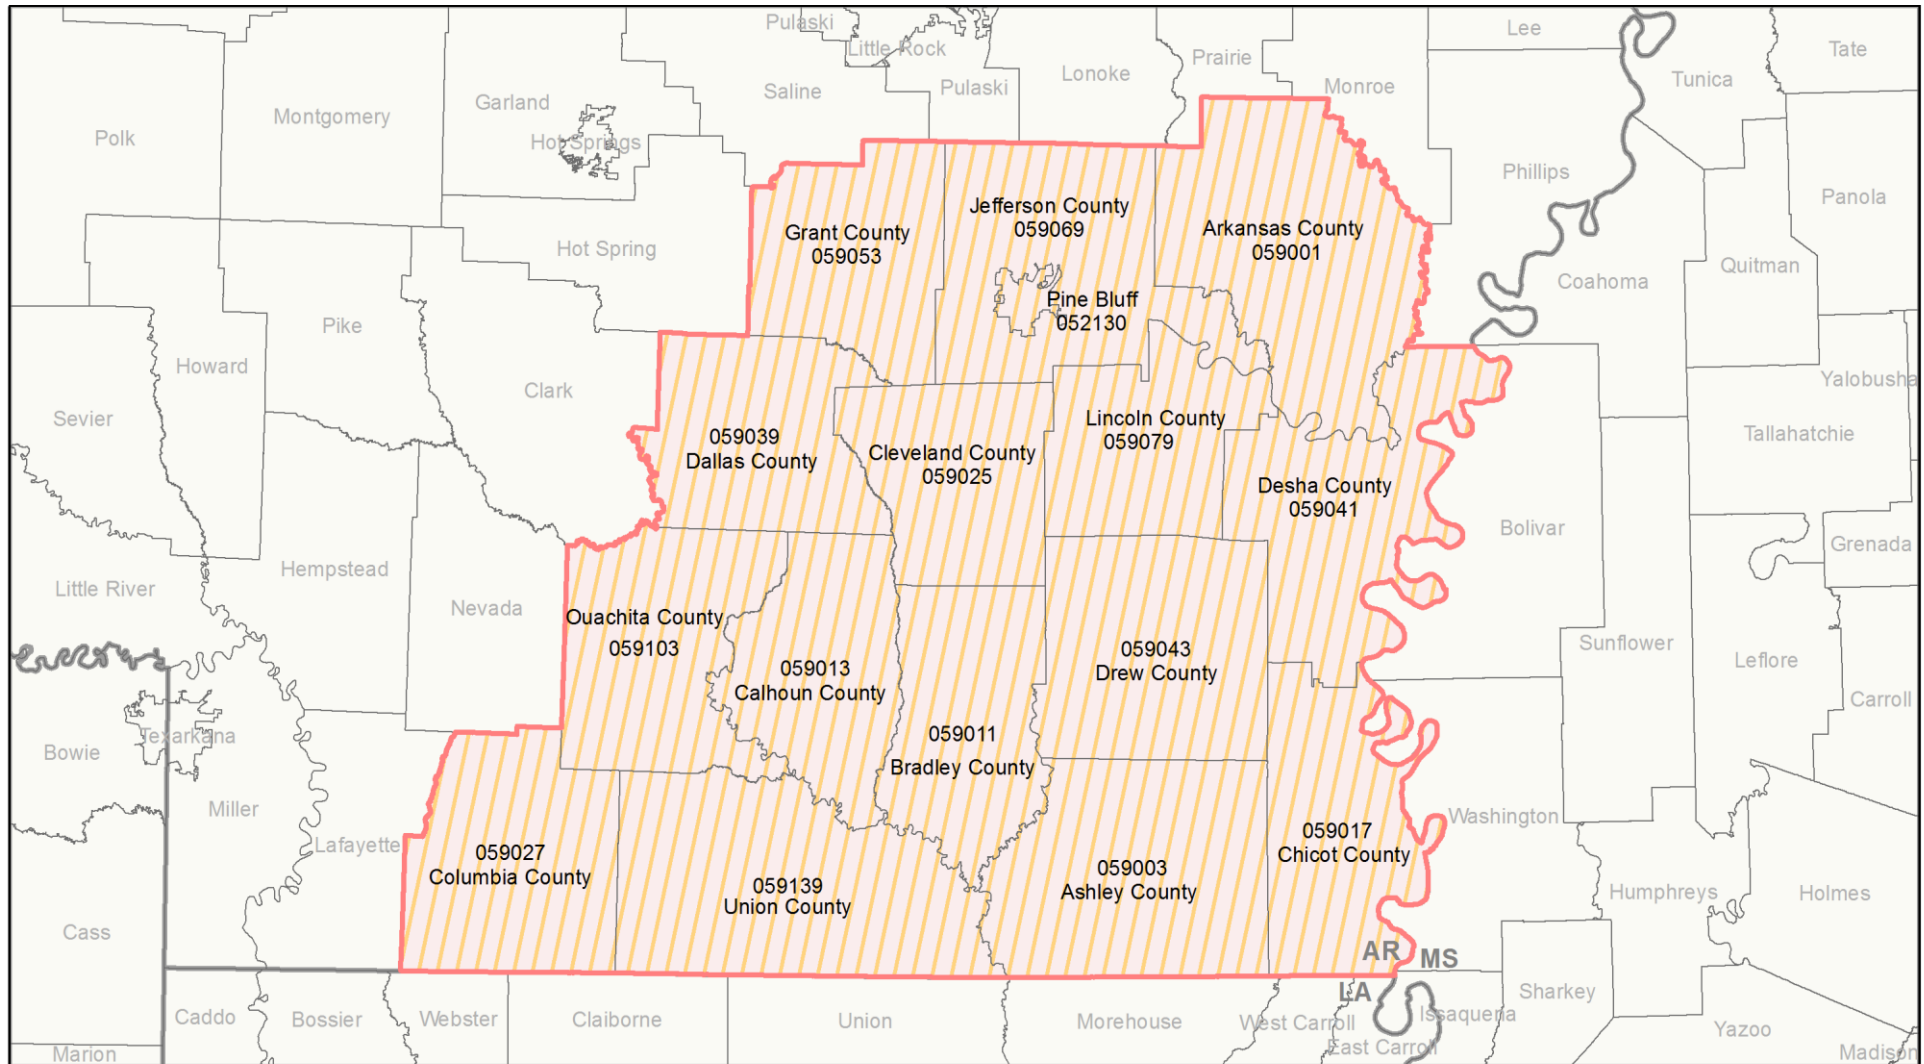 Pulaski
Little Rock
Lee
Tate
Tunica
Prairie
Lonoke
Pulaski
Monroe
Saline
Garland
Montgomery
Polk
Hot Springs
Phillips
Panola
Jefferson County
059069
Grant County
059053
Arkansas County
059001
Hot Spring
Quitman
Coahoma
Pine Bluff
052130
Pike
Howard
Clark
Yalobusha
Sevier
Lincoln County
059079
059039
Dallas County
Cleveland County
059025
Tallahatchie
Desha County
059041
Bolivar
Grenada
Hempstead
Little River
Nevada
Ouachita County
059103
059013
Calhoun County
059043
Drew County
Sunflower
Leflore
Carroll
Texarkana
Bowie
059011
Bradley County
Miller
Lafayette
Washington
059017
Chicot County
059027
Columbia County
059139
Union County
059003
Ashley County
Humphreys
Holmes
Cass
AR
MS
LA
Sharkey
Issaquena
Caddo
Bossier
Webster
Claiborne
Union
Morehouse
West Carroll
East Carroll
Yazoo
Marion
Madison